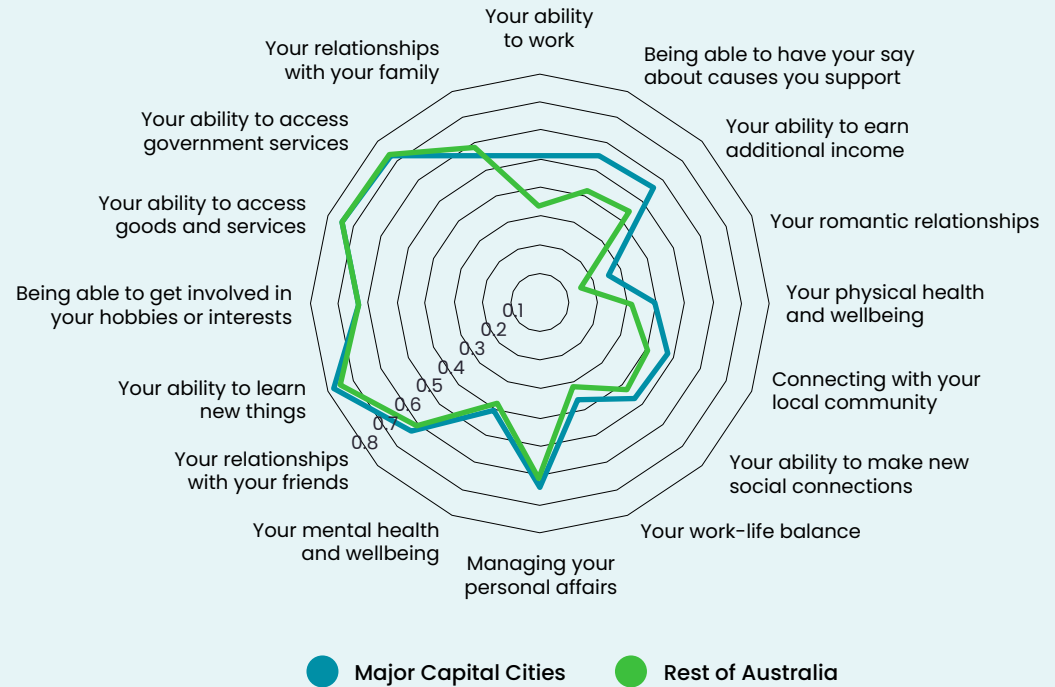 Your ability
to work
Being able to have your say
about causes you support
Your ability to earn
additional income
Your romantic relationships
Your physical health
and wellbeing
Connecting with your
local community
Your ability to make new
social connections
Your work-life balance
Managing your
personal affairs
Your mental health
and wellbeing
Your relationships
with your friends
Your ability to learn
new things
Being able to get involved in
your hobbies or interests
Your ability to access
goods and services
Your ability to access
government services
Your relationships
with your family
0.1
0.2
0.3
0.4
0.5
0.6
0.7
0.8
Major Capital Cities
Rest of Australia